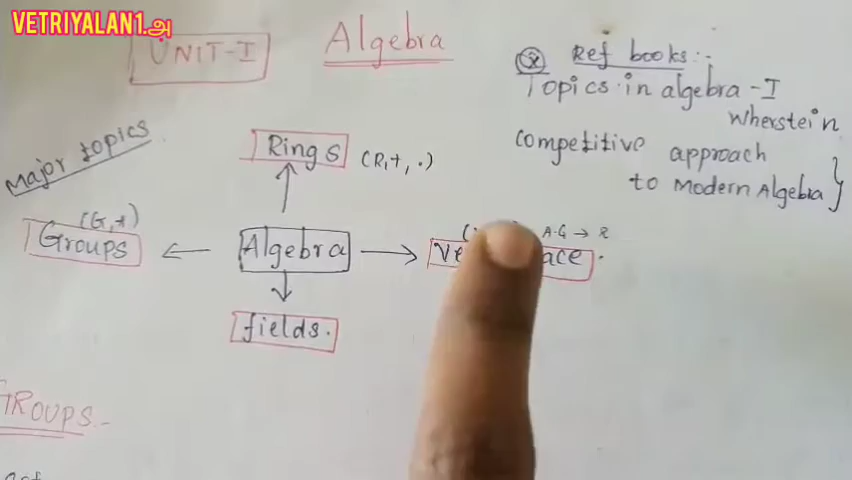 VETRIYALAN1.அ
UNIT-I
Algebra
Ref books:-
Topics in algebra -I
Wherstein
Competitive approach
to Modern Algebra
Major topics
Rings (R,+, .)
(G,*)
Groups
Algebra
A.G → R
fields.
GROUPS.-